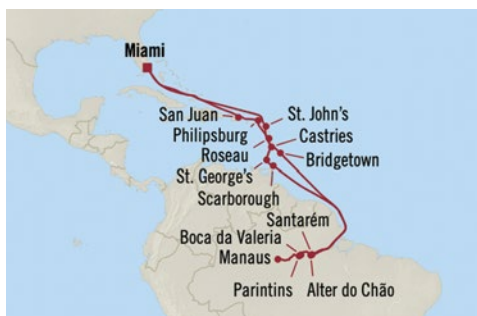 Miami
San Juan
St. John's
Philipsburg
Castries
Roseau
Bridgetown
St. George's
Scarborough
Santarém
Boca da Valeria
Manaus
Parintins
Alter do Chão